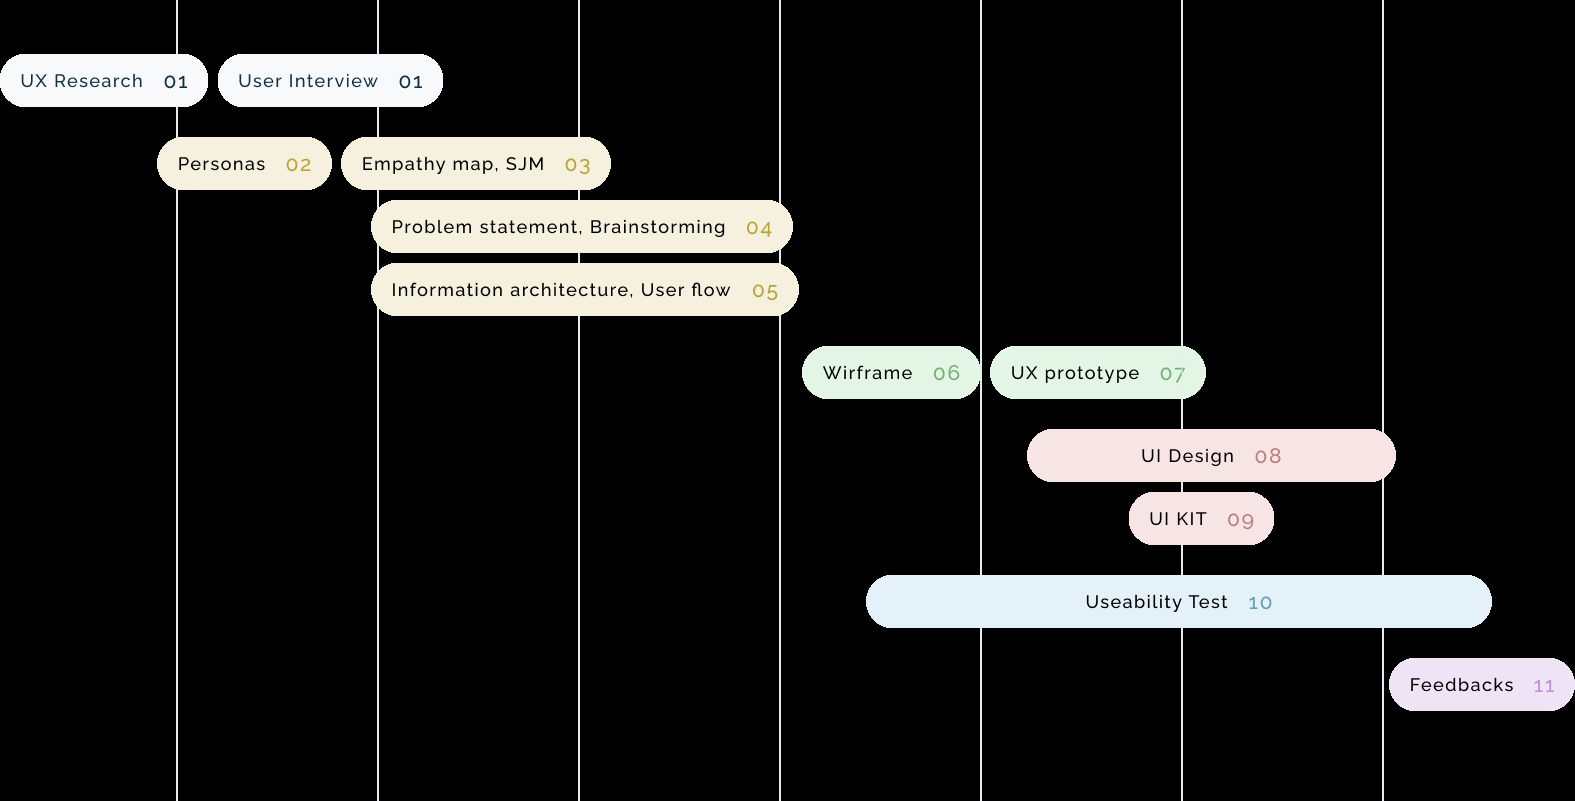 UX Research 01 User Interview 01
Personas 02 Empathy map, SJM 03
Problem statement, Brainstorming 04
Information architecture, User flow 05
Wirframe 06 UX prototype 07
UI Design 08
UI KIT 09
Useability Test 10
Feedbacks 11